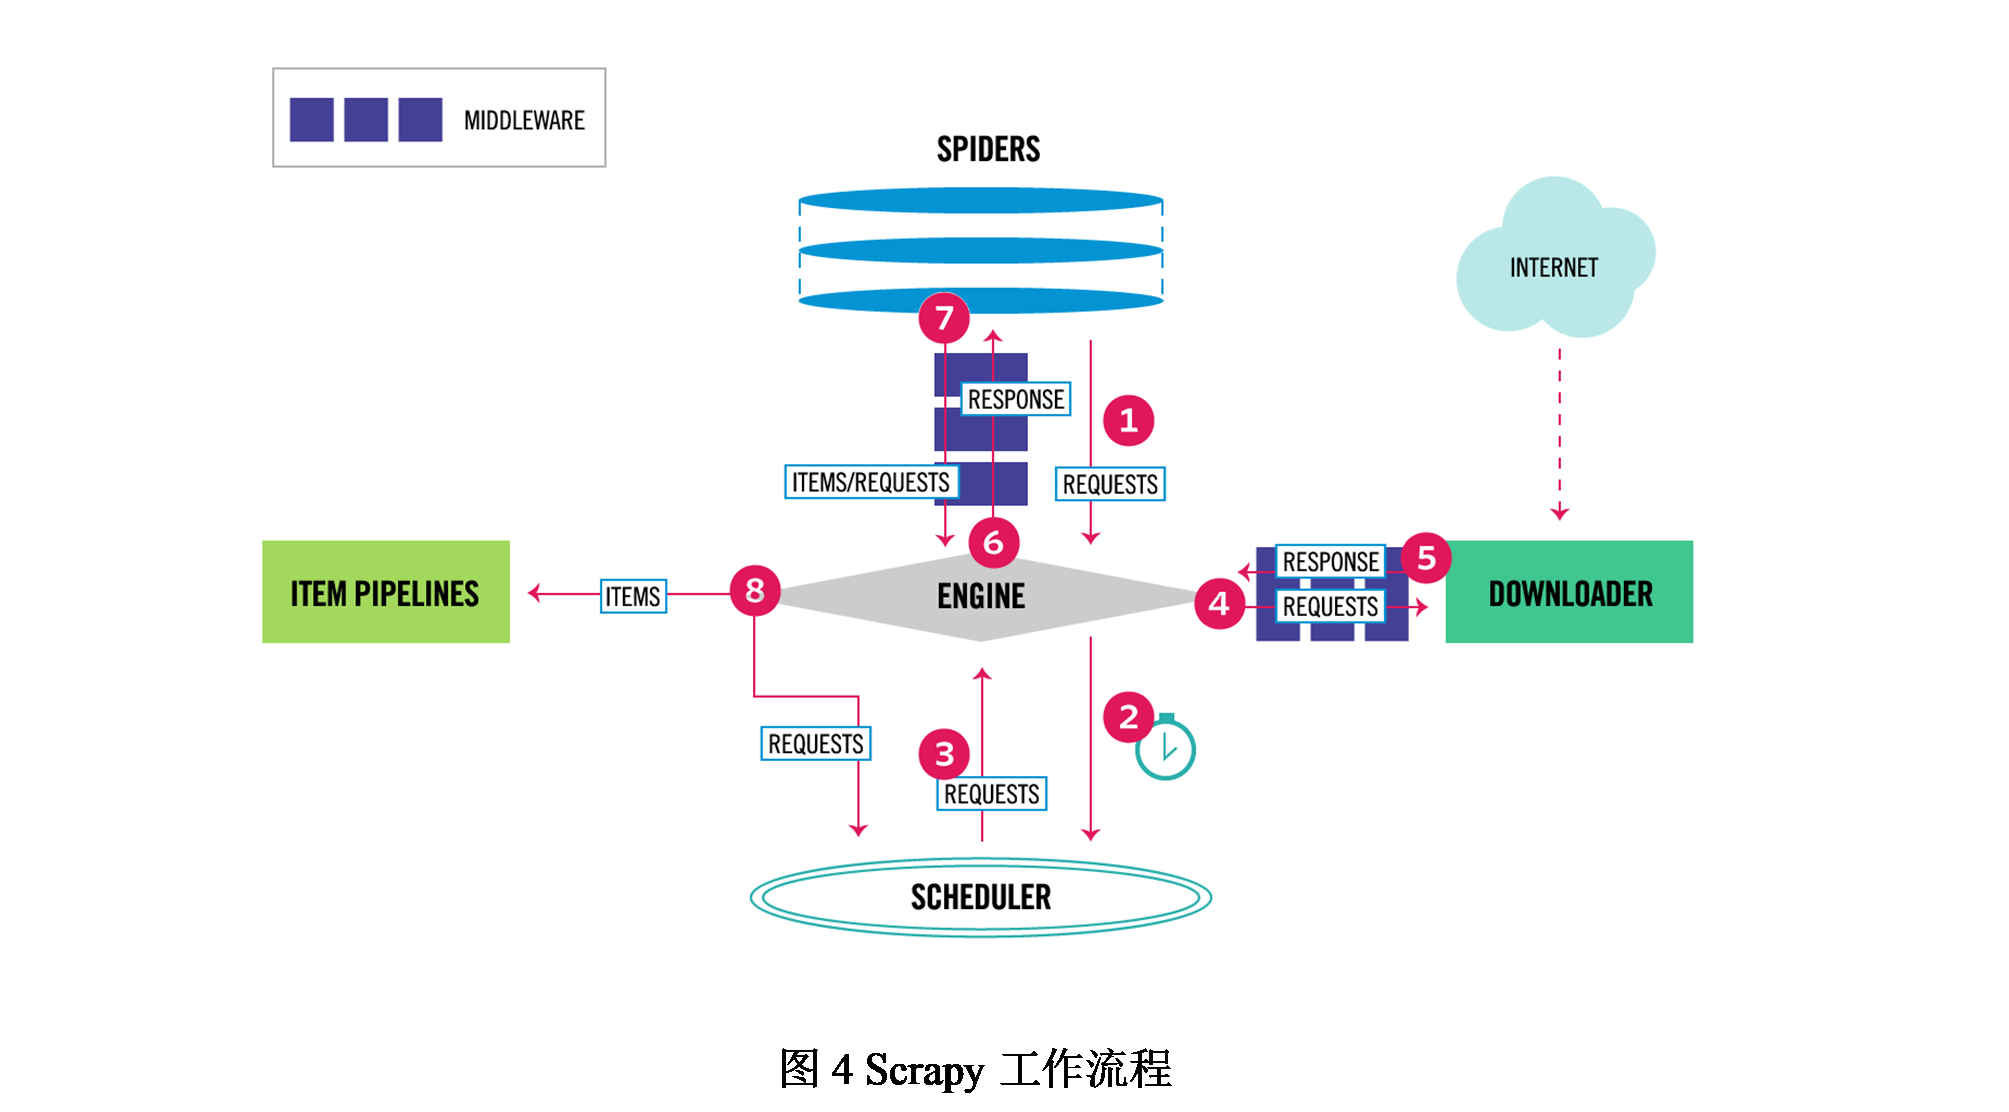 MIDDLEWARE
SPIDERS
INTERNET
7
RESPONSE
1
ITEMS/REQUESTS
REQUESTS
6
5
RESPONSE
8
ITEMS
ENGINE
4
REQUESTS
ITEM PIPELINES
DOWNLOADER
2
REQUESTS
3
REQUESTS
SCHEDULER
图 4 Scrapy 工作流程